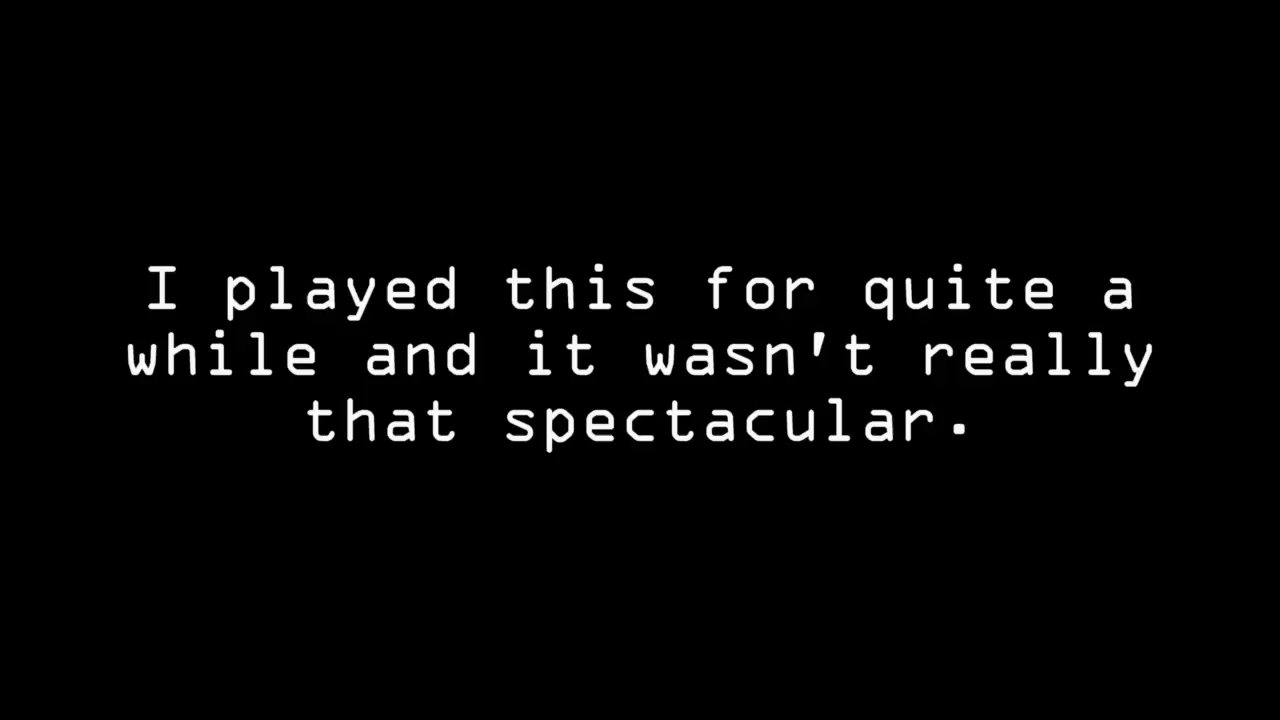 I played this for quite a
while and it wasn't really
that spectacular.